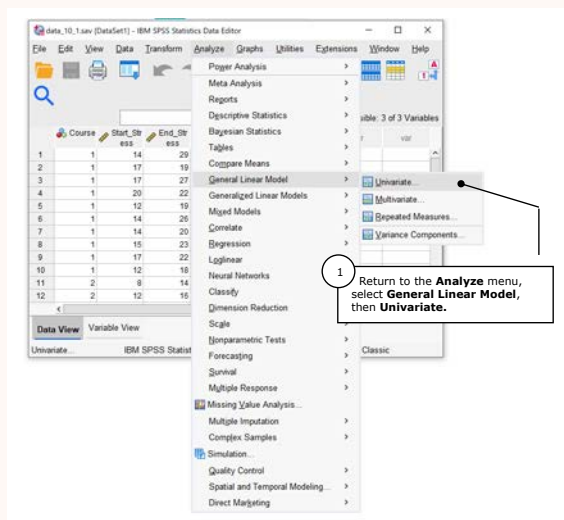 data_10_1.sav [DataSet1] - IBM SPSS Statistics Data Editor
File Edit View Data Transform Analyze Graphs Utilities Extensions Window Help
Power Analysis
Meta Analysis
Reports
Descriptive Statistics
Bayesian Statistics
Tables
Compare Means
General Linear Model
Generalized Linear Models
Mixed Models
Correlate
Regression
Loglinear
Neural Networks
Classify
Dimension Reduction
Scale
Nonparametric Tests
Forecasting
Survival
Multiple Response
Missing Value Analysis...
Multiple Imputation
Complex Samples
Simulation...
Quality Control
Spatial and Temporal Modeling...
Direct Marketing
Univariate...
Multivariate...
Repeated Measures...
Variance Components...
sible: 3 of 3 Variables
Course Start_Str ess End_Str ess var
1 1 14 29
2 1 17 19
3 1 17 27
4 1 20 22
5 1 12 19
6 1 14 26
7 1 14 20
8 1 15 23
9 1 17 22
10 1 12 18
11 2 8 14
12 2 12 15
Data View Variable View
Univariate... IBM SPSS Statist Classic
1
Return to the Analyze menu,
select General Linear Model,
then Univariate.